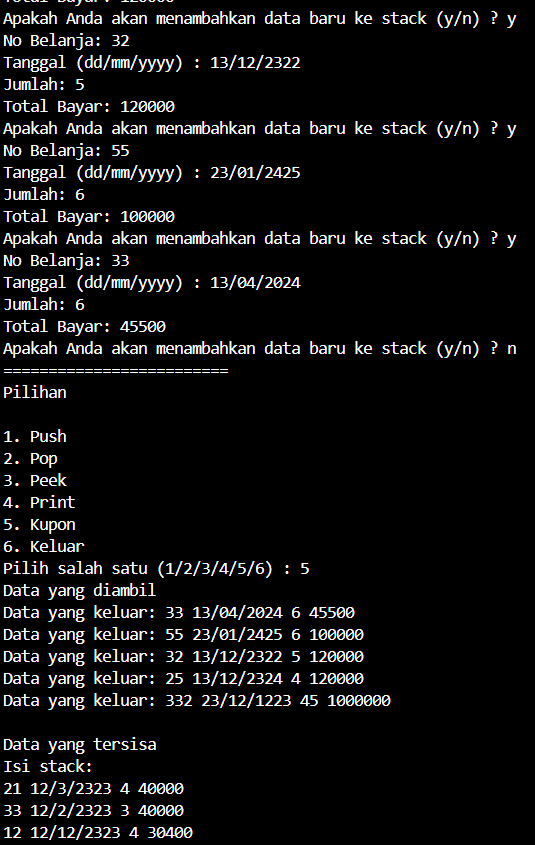 Total Bayar: 120000
Apakah Anda akan menambahkan data baru ke stack (y/n) ? y
No Belanja: 32
Tanggal (dd/mm/yyyy) : 13/12/2322
Jumlah: 5
Total Bayar: 120000
Apakah Anda akan menambahkan data baru ke stack (y/n) ? y
No Belanja: 55
Tanggal (dd/mm/yyyy) : 23/01/2425
Jumlah: 6
Total Bayar: 100000
Apakah Anda akan menambahkan data baru ke stack (y/n) ? y
No Belanja: 33
Tanggal (dd/mm/yyyy) : 13/04/2024
Jumlah: 6
Total Bayar: 45500
Apakah Anda akan menambahkan data baru ke stack (y/n) ? n
=========================
Pilihan
1. Push
2. Pop
3. Peek
4. Print
5. Kupon
6. Keluar
Pilih salah satu (1/2/3/4/5/6) : 5
Data yang diambil
Data yang keluar: 33 13/04/2024 6 45500
Data yang keluar: 55 23/01/2425 6 100000
Data yang keluar: 32 13/12/2322 5 120000
Data yang keluar: 25 13/12/2324 4 120000
Data yang keluar: 332 23/12/1223 45 1000000
Data yang tersisa
Isi stack:
21 12/3/2323 4 40000
33 12/2/2323 3 40000
12 12/12/2323 4 30400